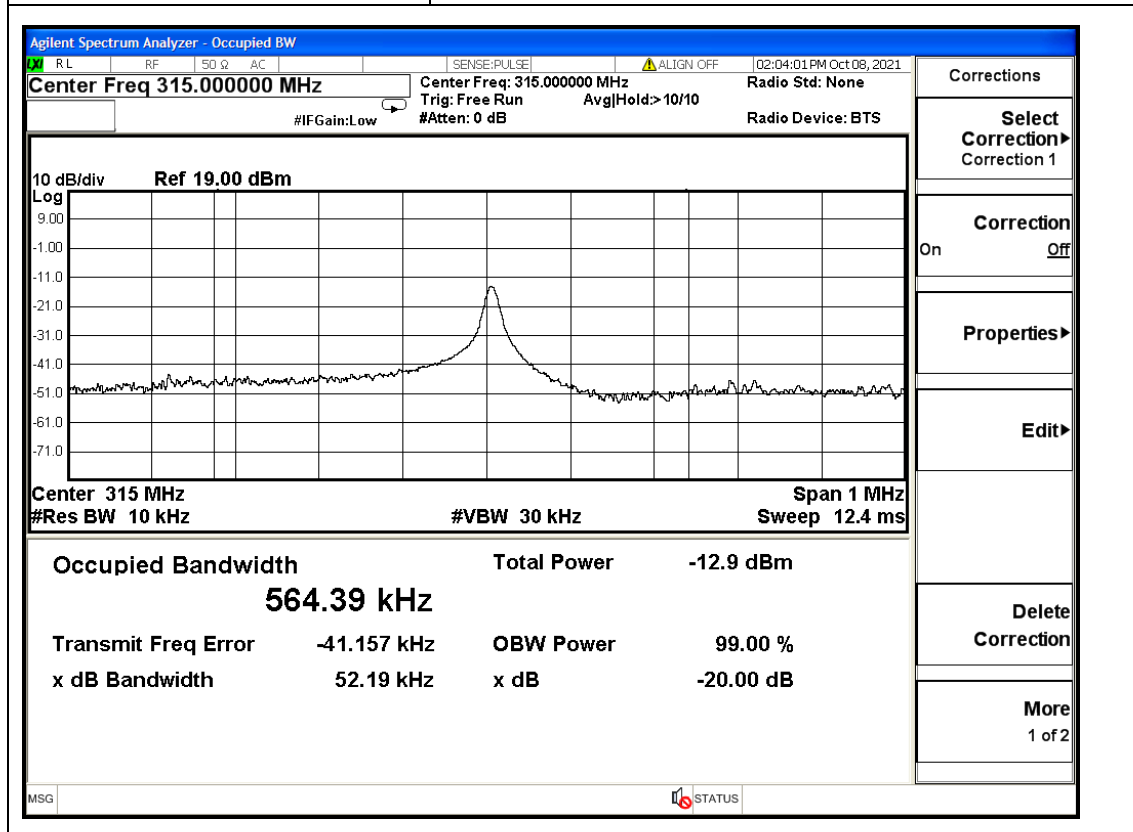 Agilent Spectrum Analyzer - Occupied BW
LXI RL RF 50 Ω AC SENSE:PULSE ALIGN OFF 02:04:01 PM Oct 08, 2021
Center Freq 315.000000 MHz
Center Freq: 315.000000 MHz Radio Std: None
Trig: Free Run Avg|Hold:> 10/10
#IFGain:Low #Atten: 0 dB Radio Device: BTS
10 dB/div Ref 19.00 dBm
Log
9.00
-1.00
-11.0
-21.0
-31.0
-41.0
-51.0
-61.0
-71.0
Center 315 MHz Span 1 MHz
#Res BW 10 kHz #VBW 30 kHz Sweep 12.4 ms
Occupied Bandwidth Total Power -12.9 dBm
564.39 kHz
Transmit Freq Error -41.157 kHz OBW Power 99.00 %
x dB Bandwidth 52.19 kHz x dB -20.00 dB
MSG STATUS
Corrections
Select
Correction
Correction 1
Correction
On Off
Properties
Edit
Delete
Correction
More
1 of 2